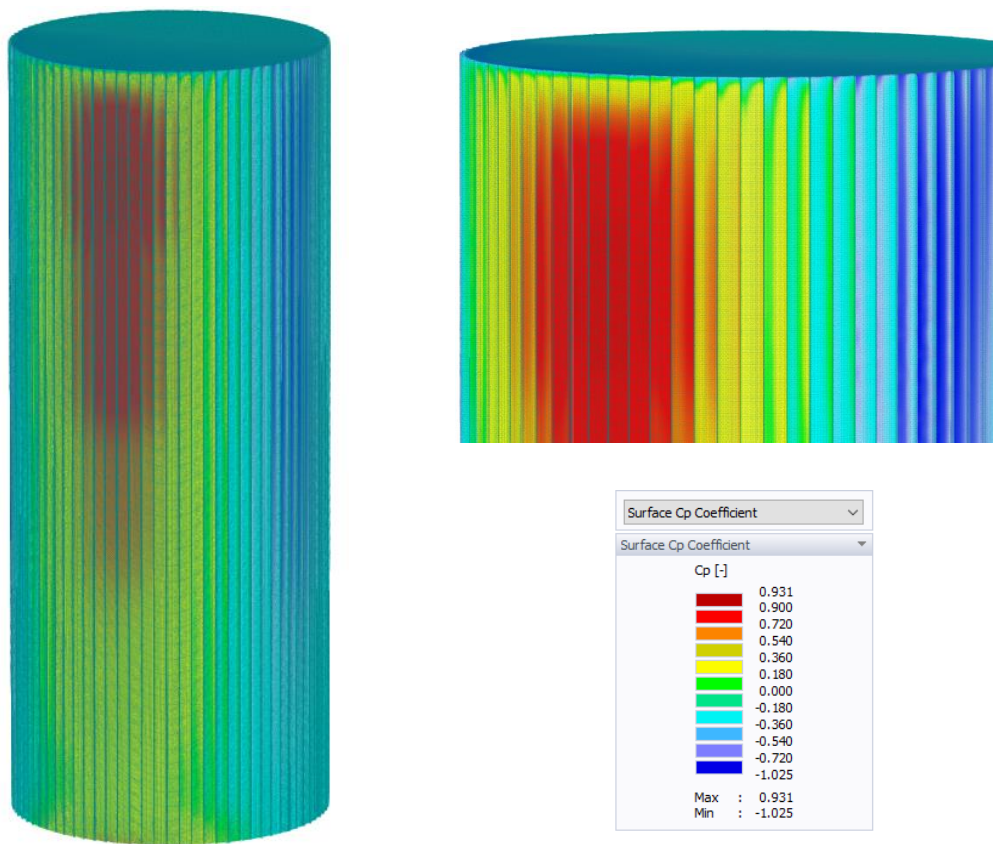 Surface Cp Coefficient
Surface Cp Coefficient
Cp [-]
0.931
0.900
0.720
0.540
0.360
0.180
0.000
-0.180
-0.360
-0.540
-0.720
-1.025
Max : 0.931
Min : -1.025